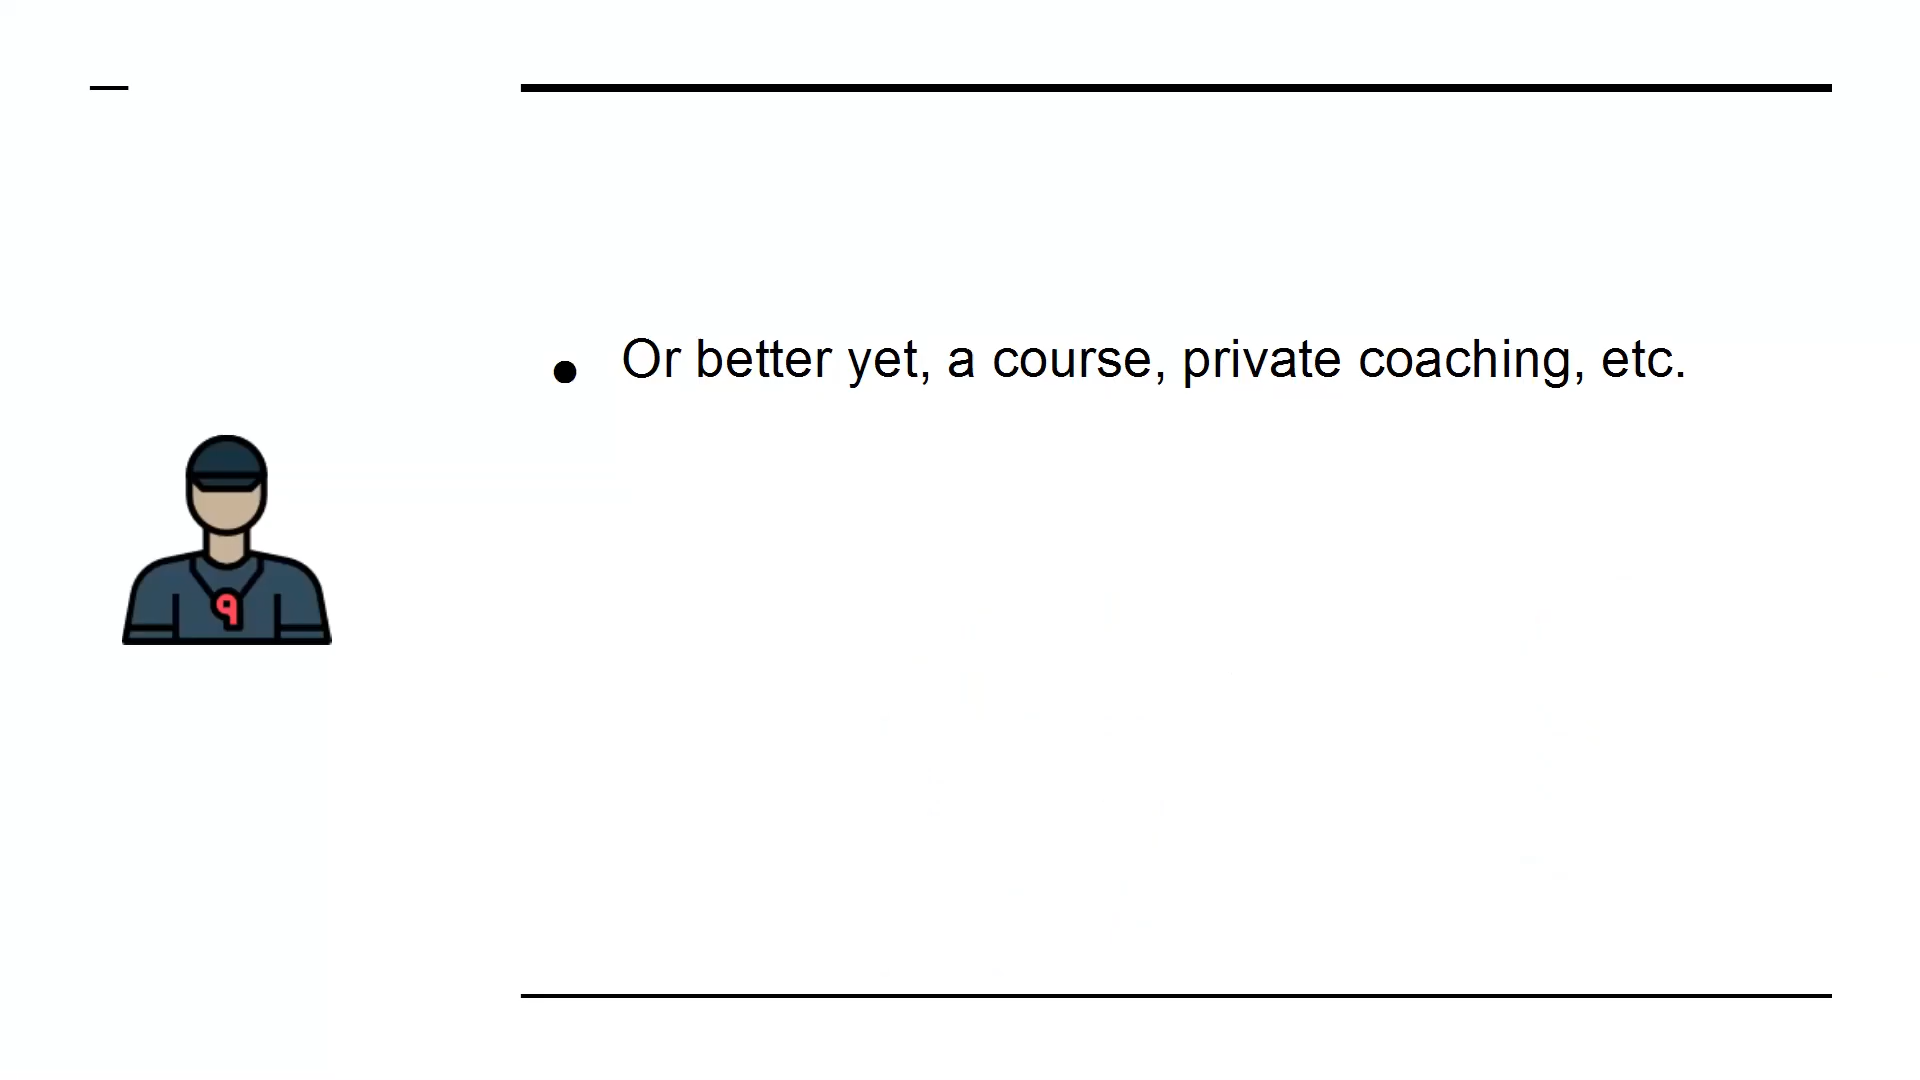 Or better yet, a course, private coaching, etc.